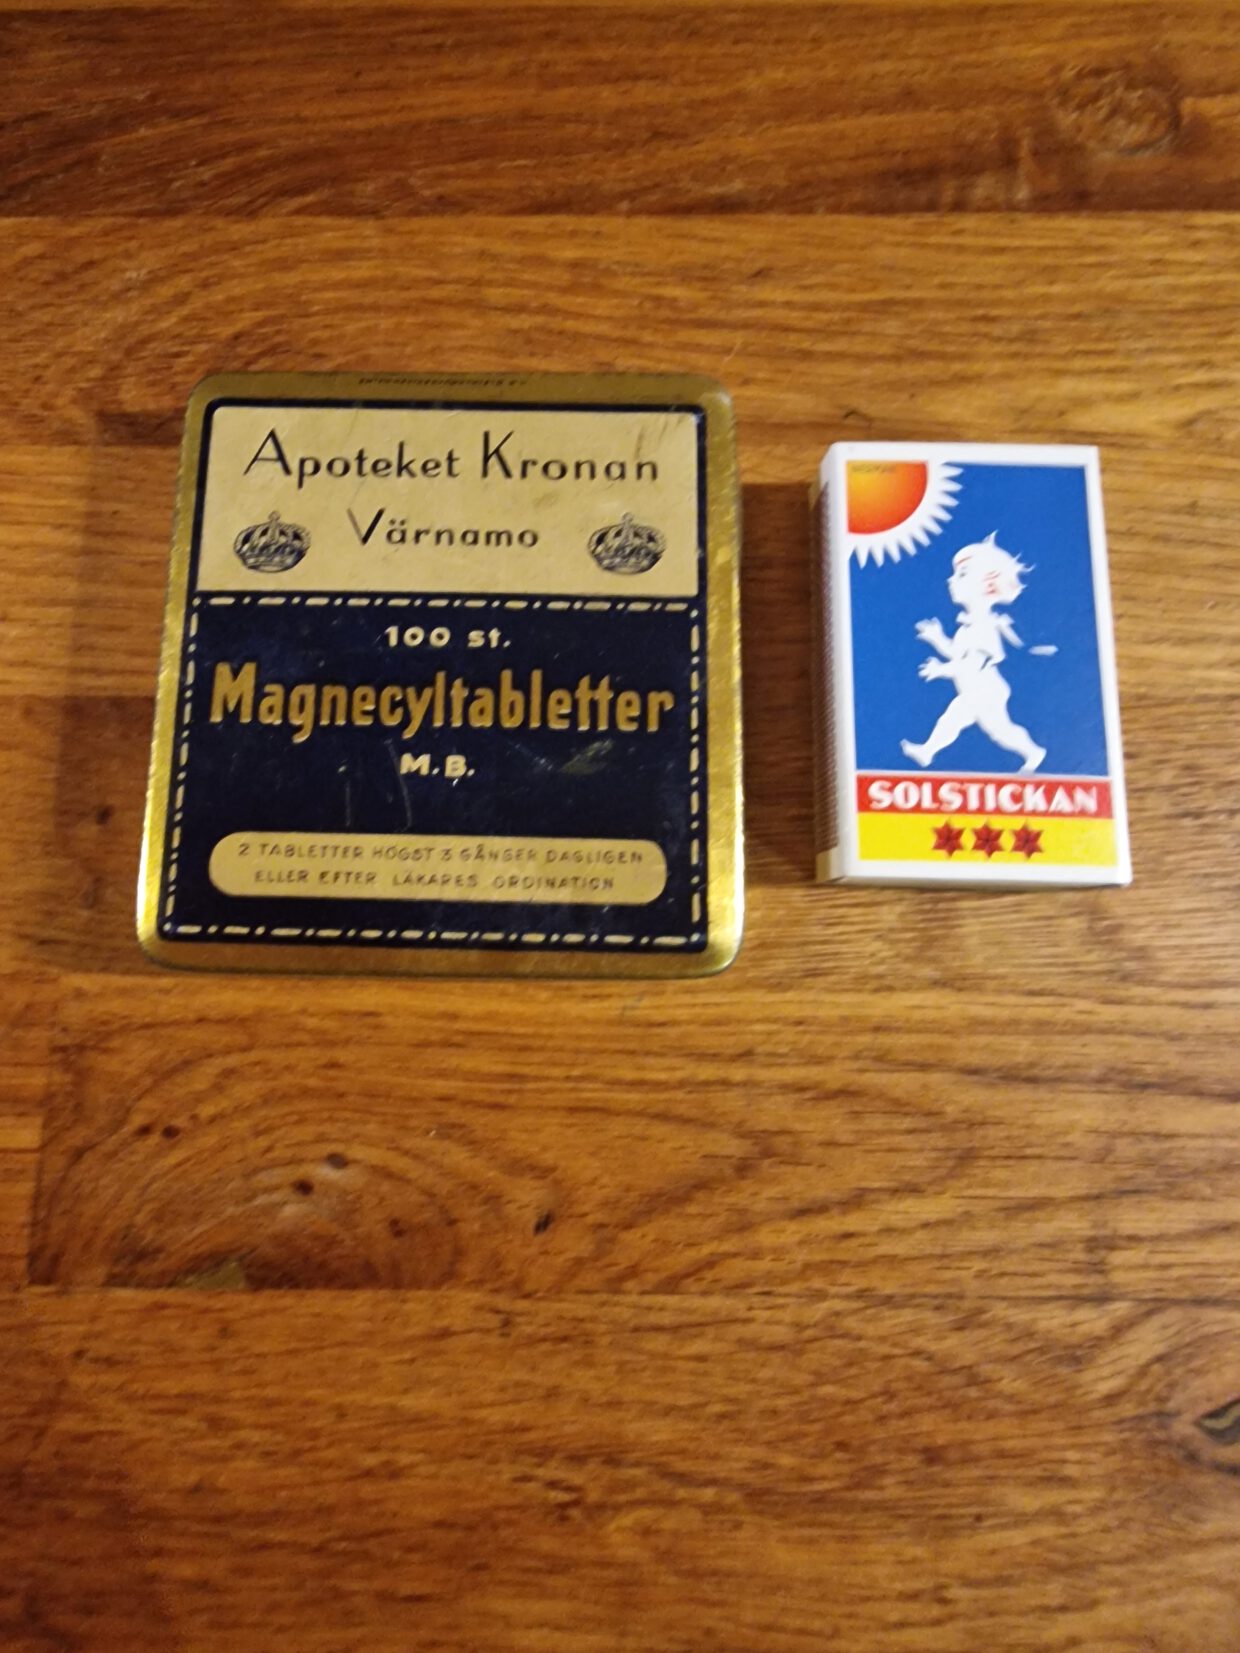 Apoteket Kronan
Värnamo
100 st.
Magnecyltabletter
M.B.
2 TABLETTER HÖGST 3 GÅNGER DAGLIGEN
ELLER EFTER LÄKARES ORDINATION
SOLSTICKAN